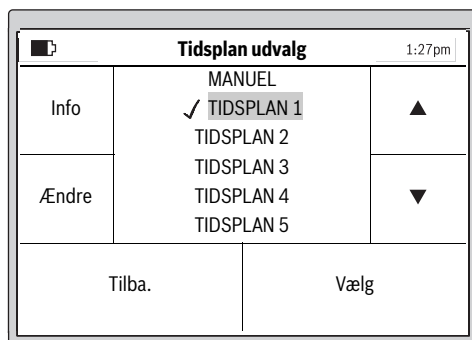 Tidsplan udvalg 1:27pm
MANUEL
Info ✓ TIDSPLAN 1 ▲
TIDSPLAN 2
TIDSPLAN 3
Ændre TIDSPLAN 4 ▼
TIDSPLAN 5
Tilba. Vælg